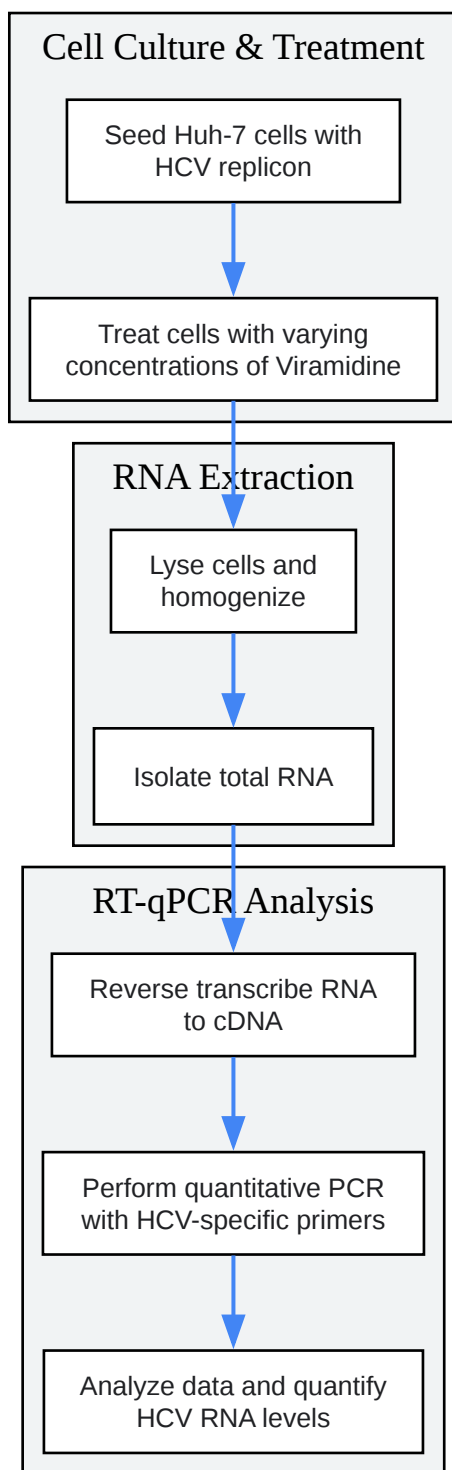 Cell Culture & Treatment
Seed Huh-7 cells with
HCV replicon
Treat cells with varying
concentrations of Viramidine
RNA Extraction
Lyse cells and
homogenize
Isolate total RNA
RT-qPCR Analysis
Reverse transcribe RNA
to cDNA
Perform quantitative PCR
with HCV-specific primers
Analyze data and quantify
HCV RNA levels